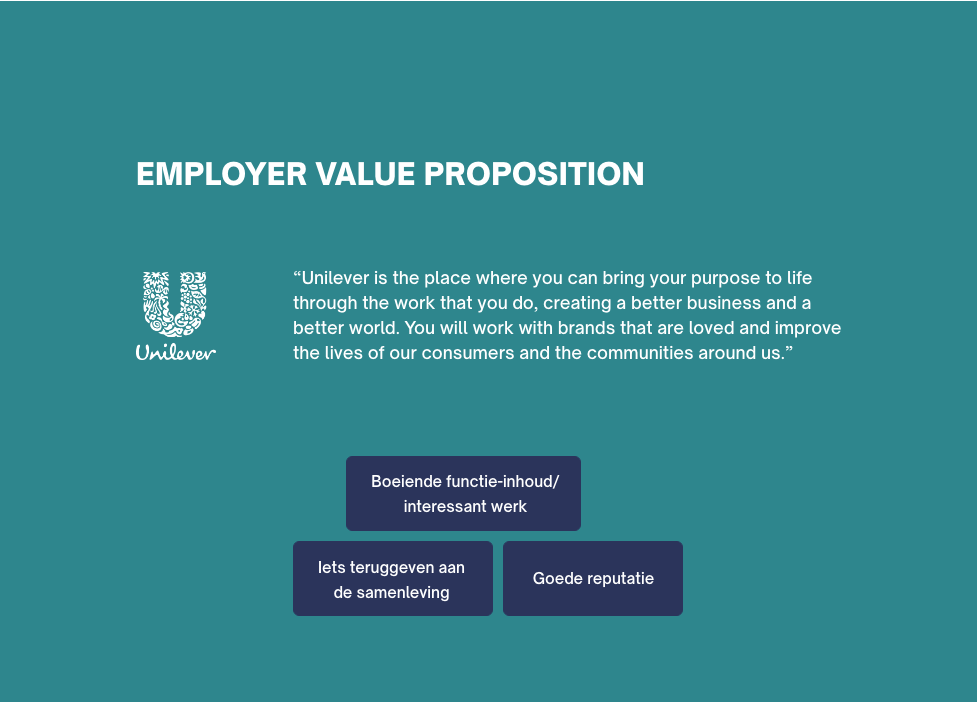 EMPLOYER VALUE PROPOSITION
Unilever
“Unilever is the place where you can bring your purpose to life
through the work that you do, creating a better business and a
better world. You will work with brands that are loved and improve
the lives of our consumers and the communities around us.”
Boeiende functie-inhoud/
interessant werk
Iets teruggeven aan
de samenleving
Goede reputatie